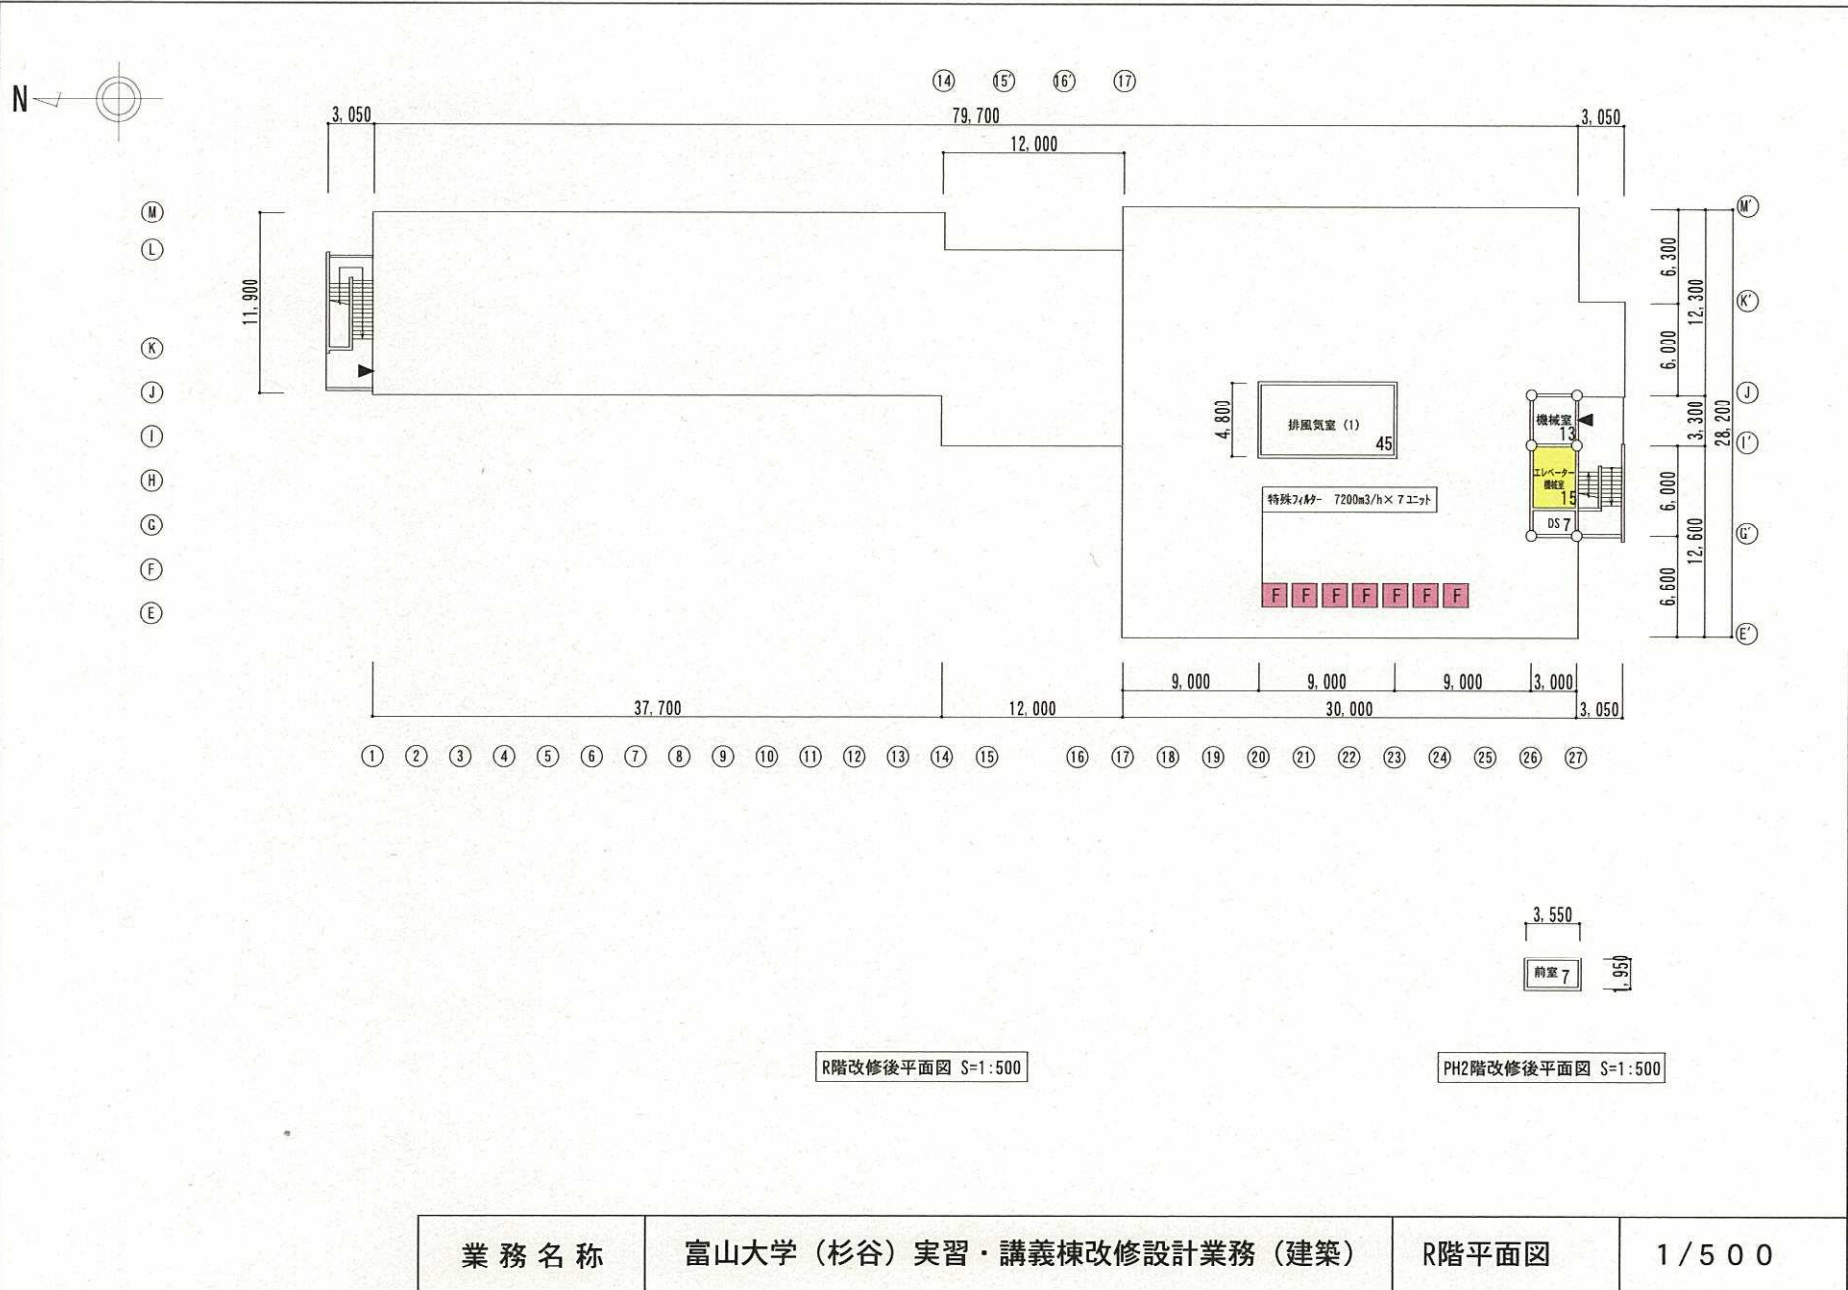 N
14 15' 16' 17
3,050 79,700 3,050
12,000
M
L
K
J
I
H
G
F
E
11,900
M'
K'
J
I'
G'
E'
6,300
6,000
3,300
6,000
6,600
12,300
12,600
28,200
4,800
排風気室 (1)
45
機械室
13
エレベーター
機械室
15
DS 7
特殊フィルター 7200m3/h×7ユニット
F F F F F F F
9,000 9,000 9,000 3,000
37,700 12,000 30,000 3,050
1 2 3 4 5 6 7 8 9 10 11 12 13 14 15 16 17 18 19 20 21 22 23 24 25 26 27
3,550
前室 7
1,950
R階改修後平面図 S=1:500
PH2階改修後平面図 S=1:500
業務名称 富山大学（杉谷）実習・講義棟改修設計業務（建築） R階平面図 1/500